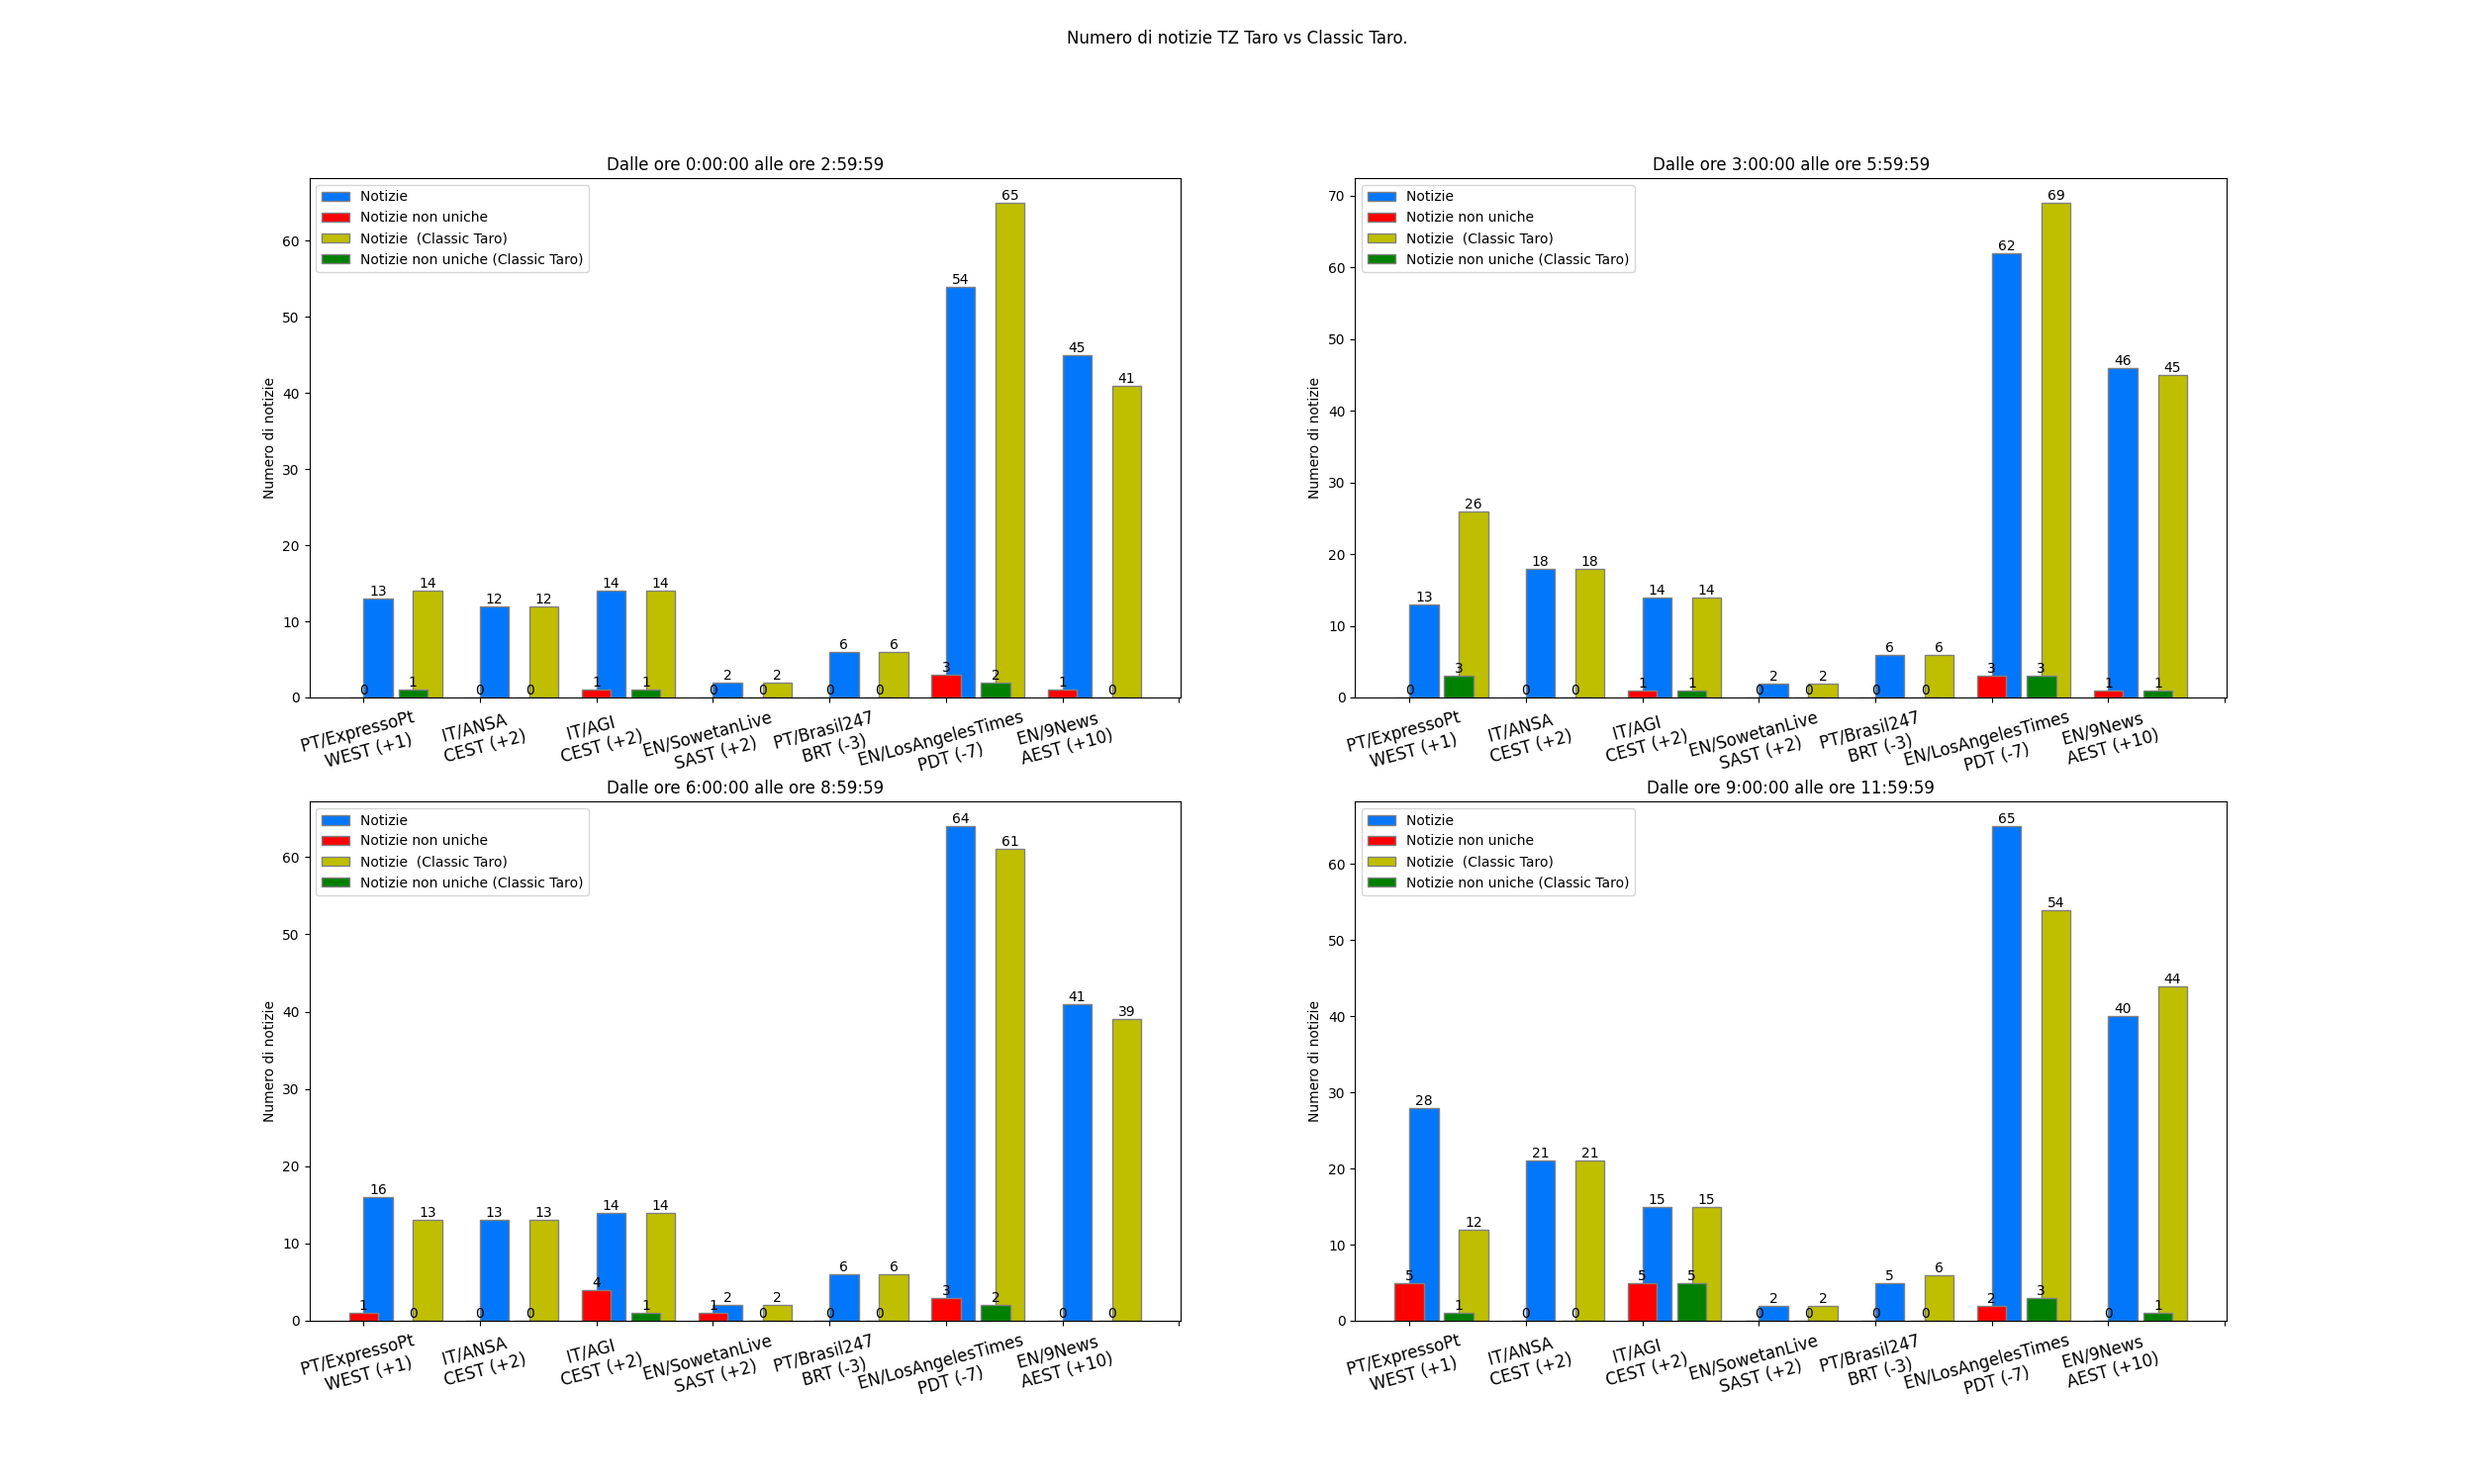 Numero di notizie TZ Taro vs Classic Taro.
Dalle ore 0:00:00 alle ore 2:59:59
Notizie
Notizie non uniche
Notizie  (Classic Taro)
Notizie non uniche (Classic Taro)
Numero di notizie
60
50
40
30
20
10
0
13 14 12 12 14 14 2 2 6 6 54 65 45 41
0 1 0 0 1 1 0 0 0 0 3 2 1 0
PT/ExpressoPt
WEST (+1)
IT/ANSA
CEST (+2)
IT/AGI
CEST (+2)
EN/SowetanLive
SAST (+2)
PT/Brasil247
BRT (-3)
EN/LosAngelesTimes
PDT (-7)
EN/9News
AEST (+10)
Dalle ore 3:00:00 alle ore 5:59:59
Notizie
Notizie non uniche
Notizie  (Classic Taro)
Notizie non uniche (Classic Taro)
Numero di notizie
70
60
50
40
30
20
10
0
13 26 18 18 14 14 2 2 6 6 62 69 46 45
0 3 0 0 1 1 0 0 0 0 3 3 1 1
PT/ExpressoPt
WEST (+1)
IT/ANSA
CEST (+2)
IT/AGI
CEST (+2)
EN/SowetanLive
SAST (+2)
PT/Brasil247
BRT (-3)
EN/LosAngelesTimes
PDT (-7)
EN/9News
AEST (+10)
Dalle ore 6:00:00 alle ore 8:59:59
Notizie
Notizie non uniche
Notizie  (Classic Taro)
Notizie non uniche (Classic Taro)
Numero di notizie
60
50
40
30
20
10
0
16 13 13 13 14 14 2 2 6 6 64 61 41 39
1 0 0 0 4 1 1 0 0 0 3 2 0 0
PT/ExpressoPt
WEST (+1)
IT/ANSA
CEST (+2)
IT/AGI
CEST (+2)
EN/SowetanLive
SAST (+2)
PT/Brasil247
BRT (-3)
EN/LosAngelesTimes
PDT (-7)
EN/9News
AEST (+10)
Dalle ore 9:00:00 alle ore 11:59:59
Notizie
Notizie non uniche
Notizie  (Classic Taro)
Notizie non uniche (Classic Taro)
Numero di notizie
60
50
40
30
20
10
0
28 12 21 21 15 15 2 2 5 6 65 54 40 44
5 1 0 0 5 5 0 0 0 0 2 3 0 1
PT/ExpressoPt
WEST (+1)
IT/ANSA
CEST (+2)
IT/AGI
CEST (+2)
EN/SowetanLive
SAST (+2)
PT/Brasil247
BRT (-3)
EN/LosAngelesTimes
PDT (-7)
EN/9News
AEST (+10)